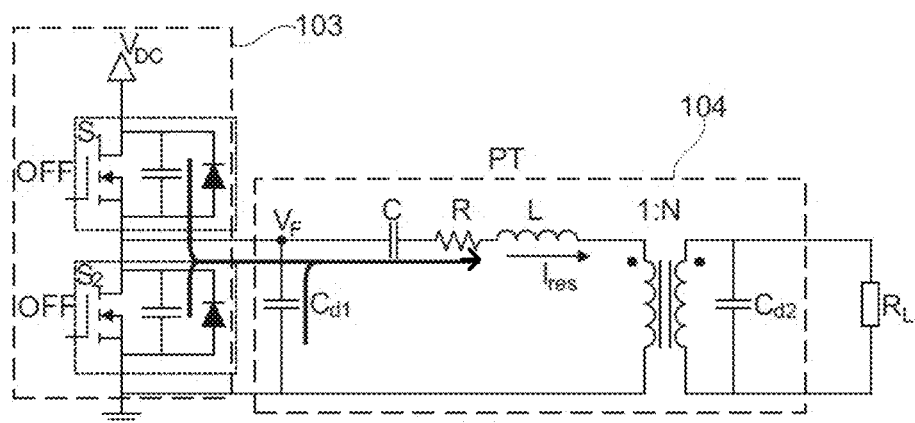 103
V_DC
104
S_1
PT
OFF
V_F
C
R
L
1:N
S_2
I_res
OFF
C_d1
C_d2
R_L